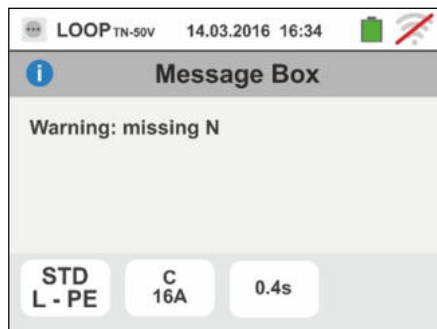 LOOP TN-50V 14.03.2016 16:34
Message Box
Warning: missing N
STD
L - PE
C
16A
0.4s